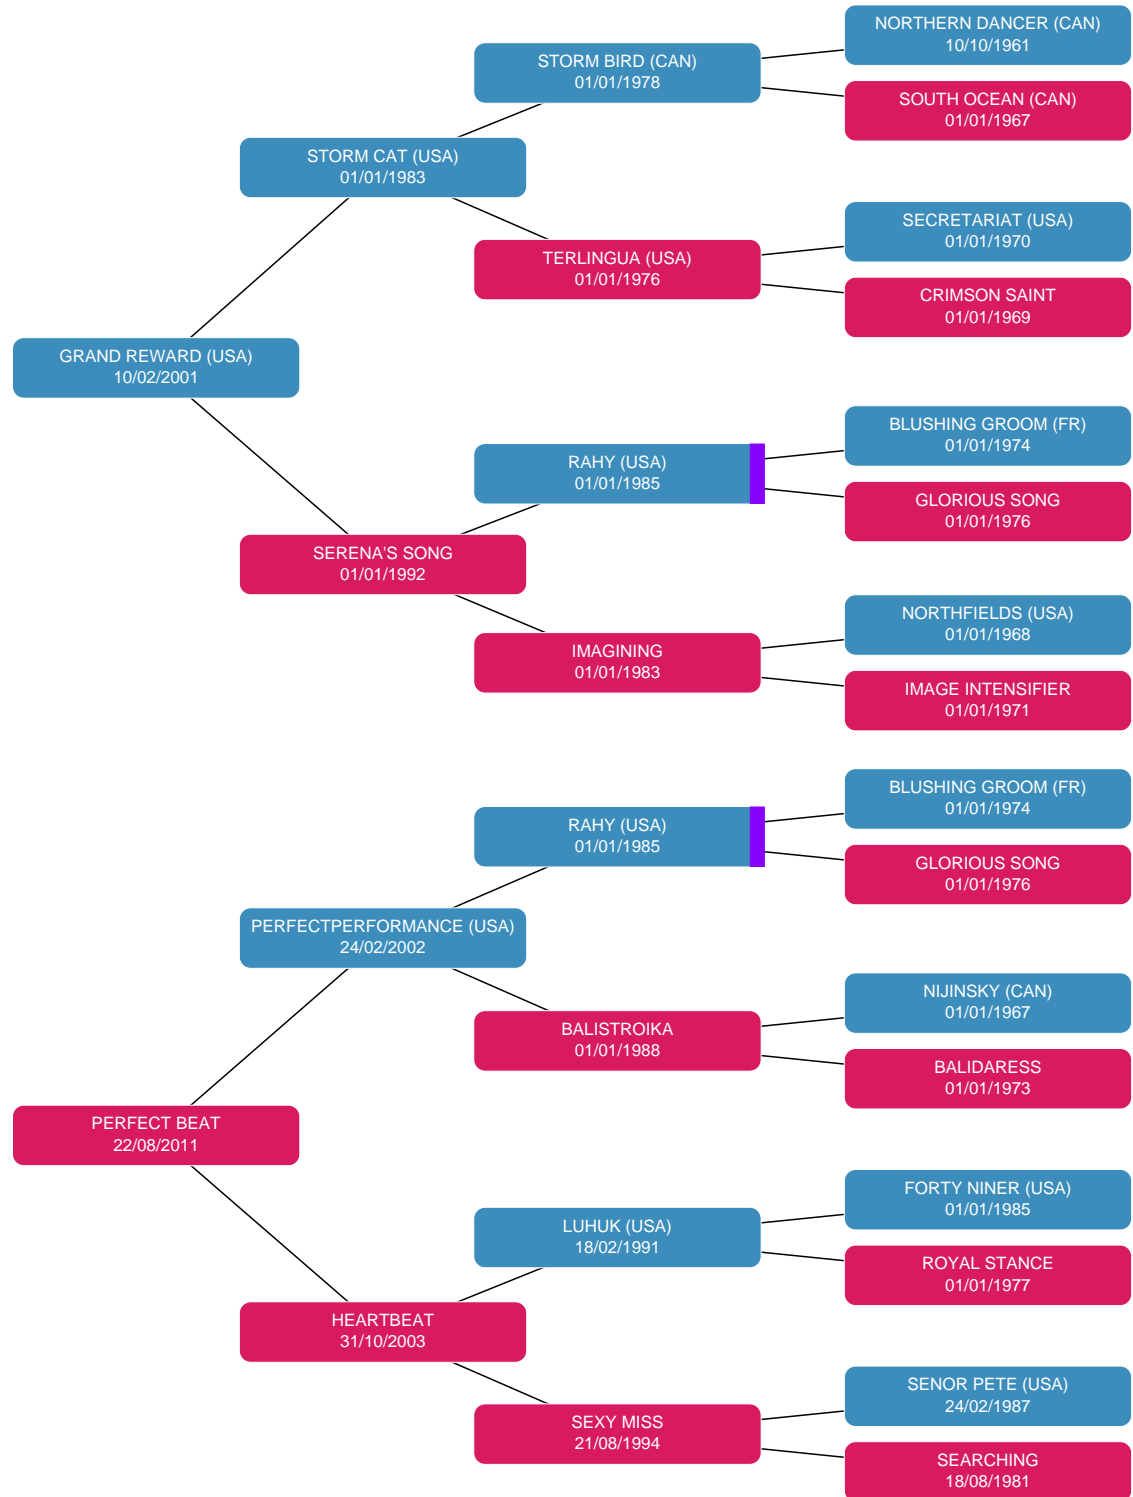 NORTHERN DANCER (CAN)
10/10/1961
STORM BIRD (CAN)
01/01/1978
SOUTH OCEAN (CAN)
01/01/1967
STORM CAT (USA)
01/01/1983
SECRETARIAT (USA)
01/01/1970
TERLINGUA (USA)
01/01/1976
CRIMSON SAINT
01/01/1969
GRAND REWARD (USA)
10/02/2001
BLUSHING GROOM (FR)
01/01/1974
RAHY (USA)
01/01/1985
GLORIOUS SONG
01/01/1976
SERENA'S SONG
01/01/1992
NORTHFIELDS (USA)
01/01/1968
IMAGINING
01/01/1983
IMAGE INTENSIFIER
01/01/1971
BLUSHING GROOM (FR)
01/01/1974
RAHY (USA)
01/01/1985
GLORIOUS SONG
01/01/1976
PERFECTPERFORMANCE (USA)
24/02/2002
NIJINSKY (CAN)
01/01/1967
BALISTROIKA
01/01/1988
BALIDARESS
01/01/1973
PERFECT BEAT
22/08/2011
FORTY NINER (USA)
01/01/1985
LUHUK (USA)
18/02/1991
ROYAL STANCE
01/01/1977
HEARTBEAT
31/10/2003
SENOR PETE (USA)
24/02/1987
SEXY MISS
21/08/1994
SEARCHING
18/08/1981